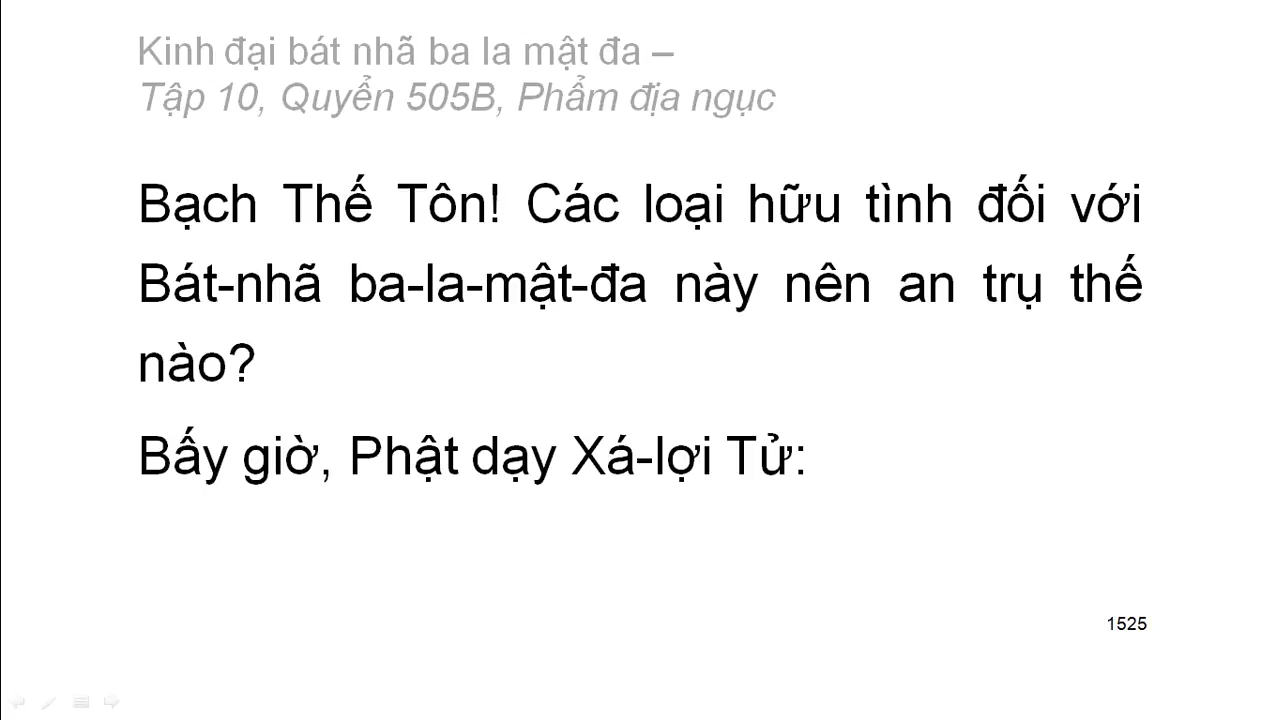 Kinh đại bát nhã ba la mật đa –
Tập 10, Quyển 505B, Phẩm địa ngục
Bạch Thế Tôn! Các loại hữu tình đối với
Bát-nhã ba-la-mật-đa này nên an trụ thế
nào?
Bấy giờ, Phật dạy Xá-lợi Tử:
1525